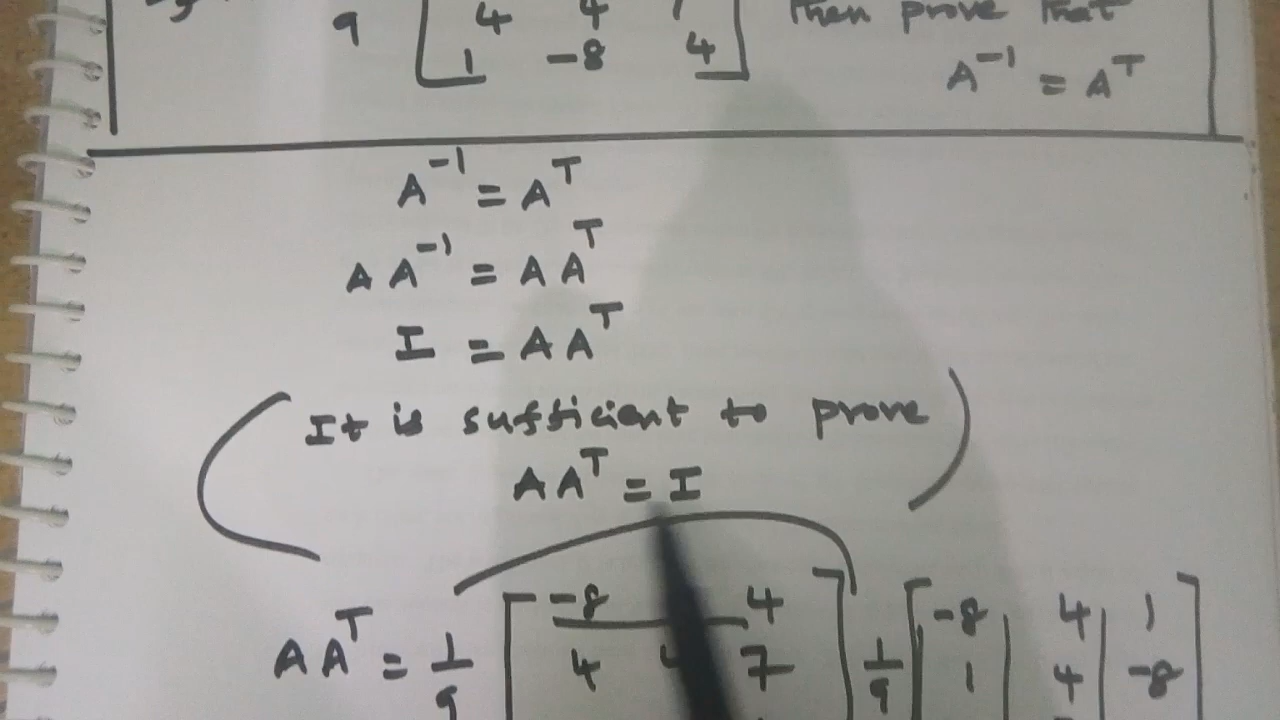 9 [ 4 4 7 then prove that
1 -8 4 ] A⁻¹ = Aᵀ
A⁻¹ = Aᵀ
A A⁻¹ = A Aᵀ
I = A Aᵀ
( It is sufficient to prove
A Aᵀ = I )
-8 4 -8 4 1
A Aᵀ = 1/9 [ 4 7 ] 1/9 [ 1 4 -8 ]